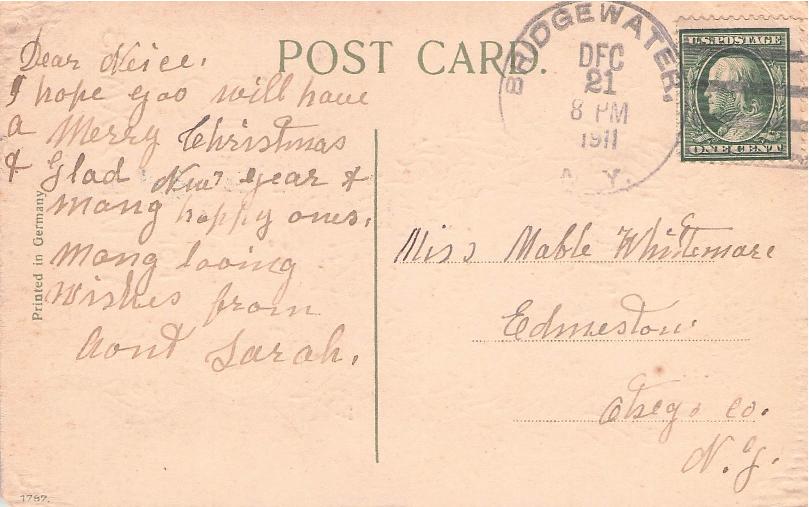 POST CARD.
Dear Neice,
I hope you will have
a Merry Christmas
& Glad New year &
many happy ones,
Many loving
Wishes from
Aunt Sarah.
Printed in Germany
1797.
BRIDGEWATER,
DEC
21
8 PM
1911
N.Y.
U.S. POSTAGE
ONE CENT
Miss Mable Whitemore
Edmeston
Otsego Co.
N.Y.